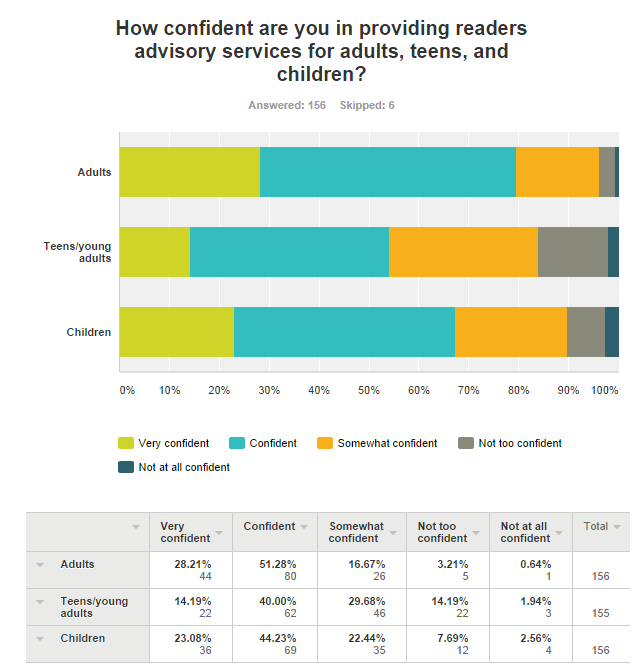 How confident are you in providing readers
advisory services for adults, teens, and
children?
Answered: 156 Skipped: 6
Adults
Teens/young
adults
Children
0% 10% 20% 30% 40% 50% 60% 70% 80% 90% 100%
Very confident Confident Somewhat confident Not too confident
Not at all confident
Very confident Confident Somewhat confident Not too confident Not at all confident Total
Adults 28.21% 51.28% 16.67% 3.21% 0.64%
44 80 26 5 1 156
Teens/young adults 14.19% 40.00% 29.68% 14.19% 1.94%
22 62 46 22 3 155
Children 23.08% 44.23% 22.44% 7.69% 2.56%
36 69 35 12 4 156